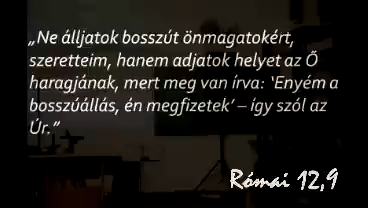 „Ne álljatok bosszút önmagatokért,
szeretteim, hanem adjatok helyet az Ő
haragjának, mert meg van írva: ‘Enyém a
bosszúállás, én megfizetek’ – így szól az
Úr.”
Római 12,9